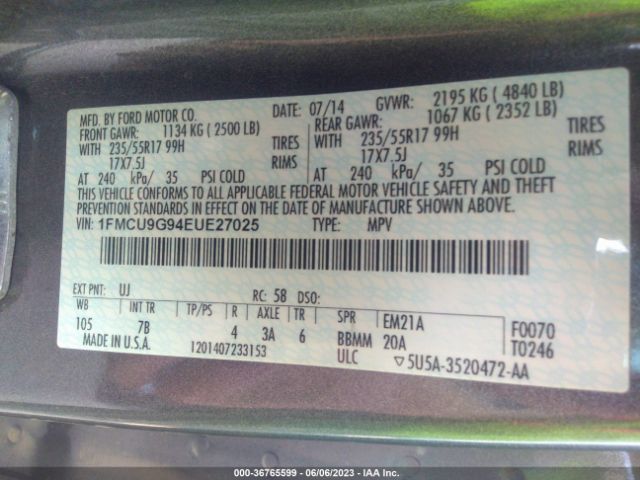 MFD. BY FORD MOTOR CO. DATE: 07/14 GVWR: 2195 KG ( 4840 LB)
FRONT GAWR: 1134 KG ( 2500 LB) REAR GAWR: 1067 KG ( 2352 LB)
WITH 235/55R17 99H TIRES WITH 235/55R17 99H TIRES
17X7.5J RIMS 17X7.5J RIMS
AT 240 kPa/ 35 PSI COLD AT 240 kPa/ 35 PSI COLD
THIS VEHICLE CONFORMS TO ALL APPLICABLE FEDERAL MOTOR VEHICLE SAFETY AND THEFT
PREVENTION STANDARDS IN EFFECT ON THE DATE OF MANUFACTURE SHOWN ABOVE.
VIN: 1FMCU9G94EUE27025 TYPE: MPV
EXT PNT: UJ RC: 58 DSO:
WB INT TR TP/PS R AXLE TR SPR EM21A F0070
105 7B 4 3A 6 BBMM 20A T0246
MADE IN U.S.A. 1201407233153 ULC ▽5U5A-3520472-AA
000-36765599 - 06/06/2023 - IAA Inc.